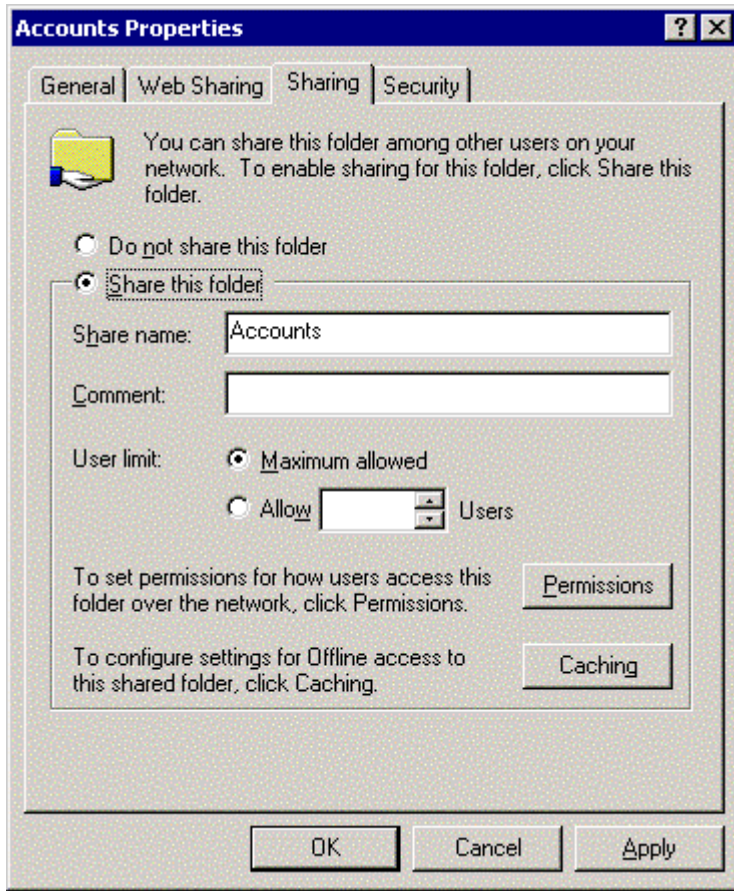 Accounts Properties
General Web Sharing Sharing Security
You can share this folder among other users on your
network. To enable sharing for this folder, click Share this
folder.
Do not share this folder
Share this folder
Share name: Accounts
Comment:
User limit: Maximum allowed
Allow Users
To set permissions for how users access this
folder over the network, click Permissions.
Permissions
To configure settings for Offline access to
this shared folder, click Caching.
Caching
OK Cancel Apply